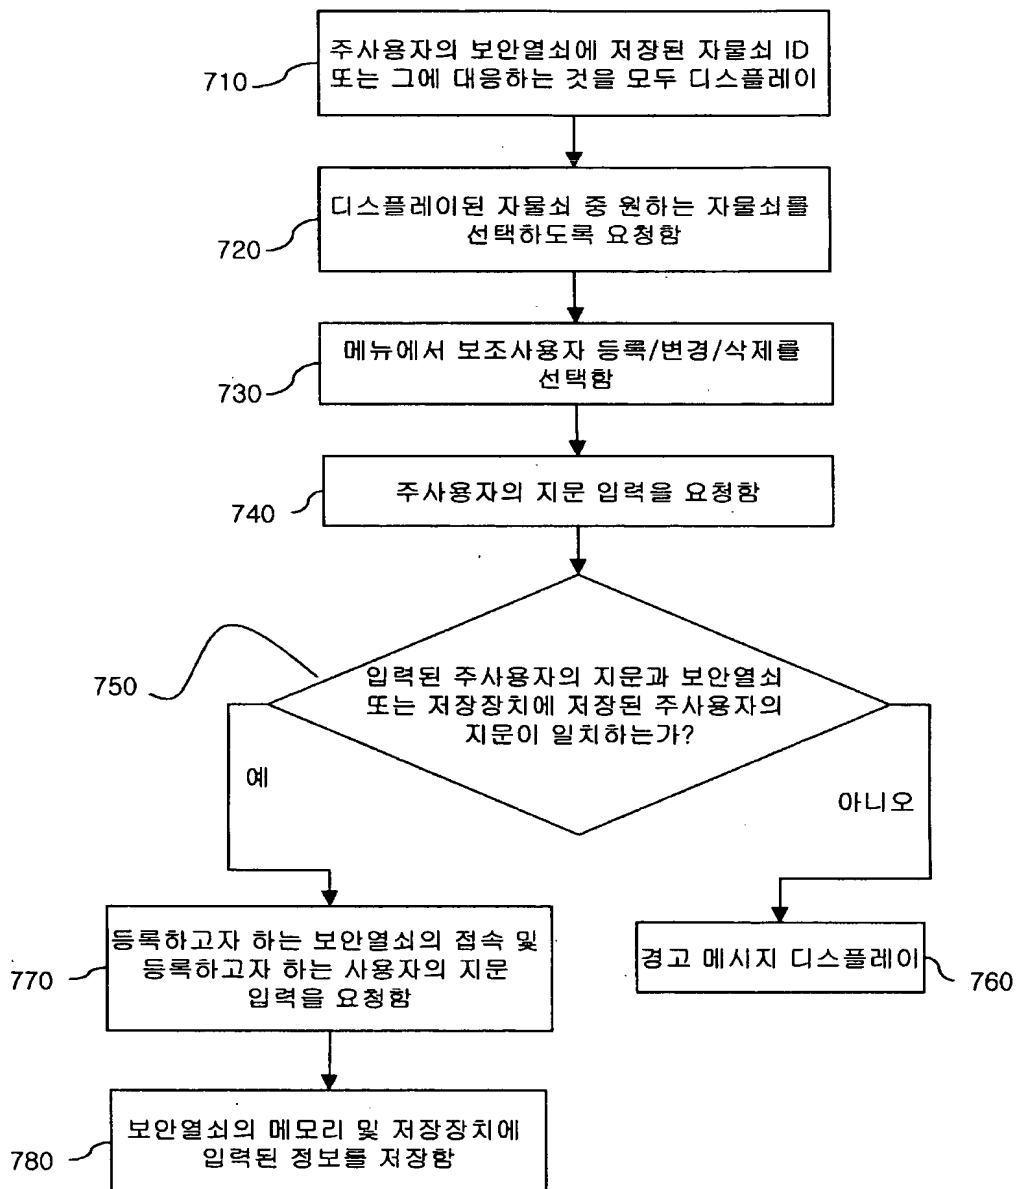 주사용자의 보안열쇠에 저장된 자물쇠 ID
또는 그에 대응하는 것을 모두 디스플레이
710
디스플레이된 자물쇠 중 원하는 자물쇠를
선택하도록 요청함
720
메뉴에서 보조사용자 등록/변경/삭제를
선택함
730
주사용자의 지문 입력을 요청함
740
입력된 주사용자의 지문과 보안열쇠
또는 저장장치에 저장된 주사용자의
지문이 일치하는가?
750
예
아니오
등록하고자 하는 보안열쇠의 접속 및
등록하고자 하는 사용자의 지문
입력을 요청함
770
경고 메시지 디스플레이
760
보안열쇠의 메모리 및 저장장치에
입력된 정보를 저장함
780